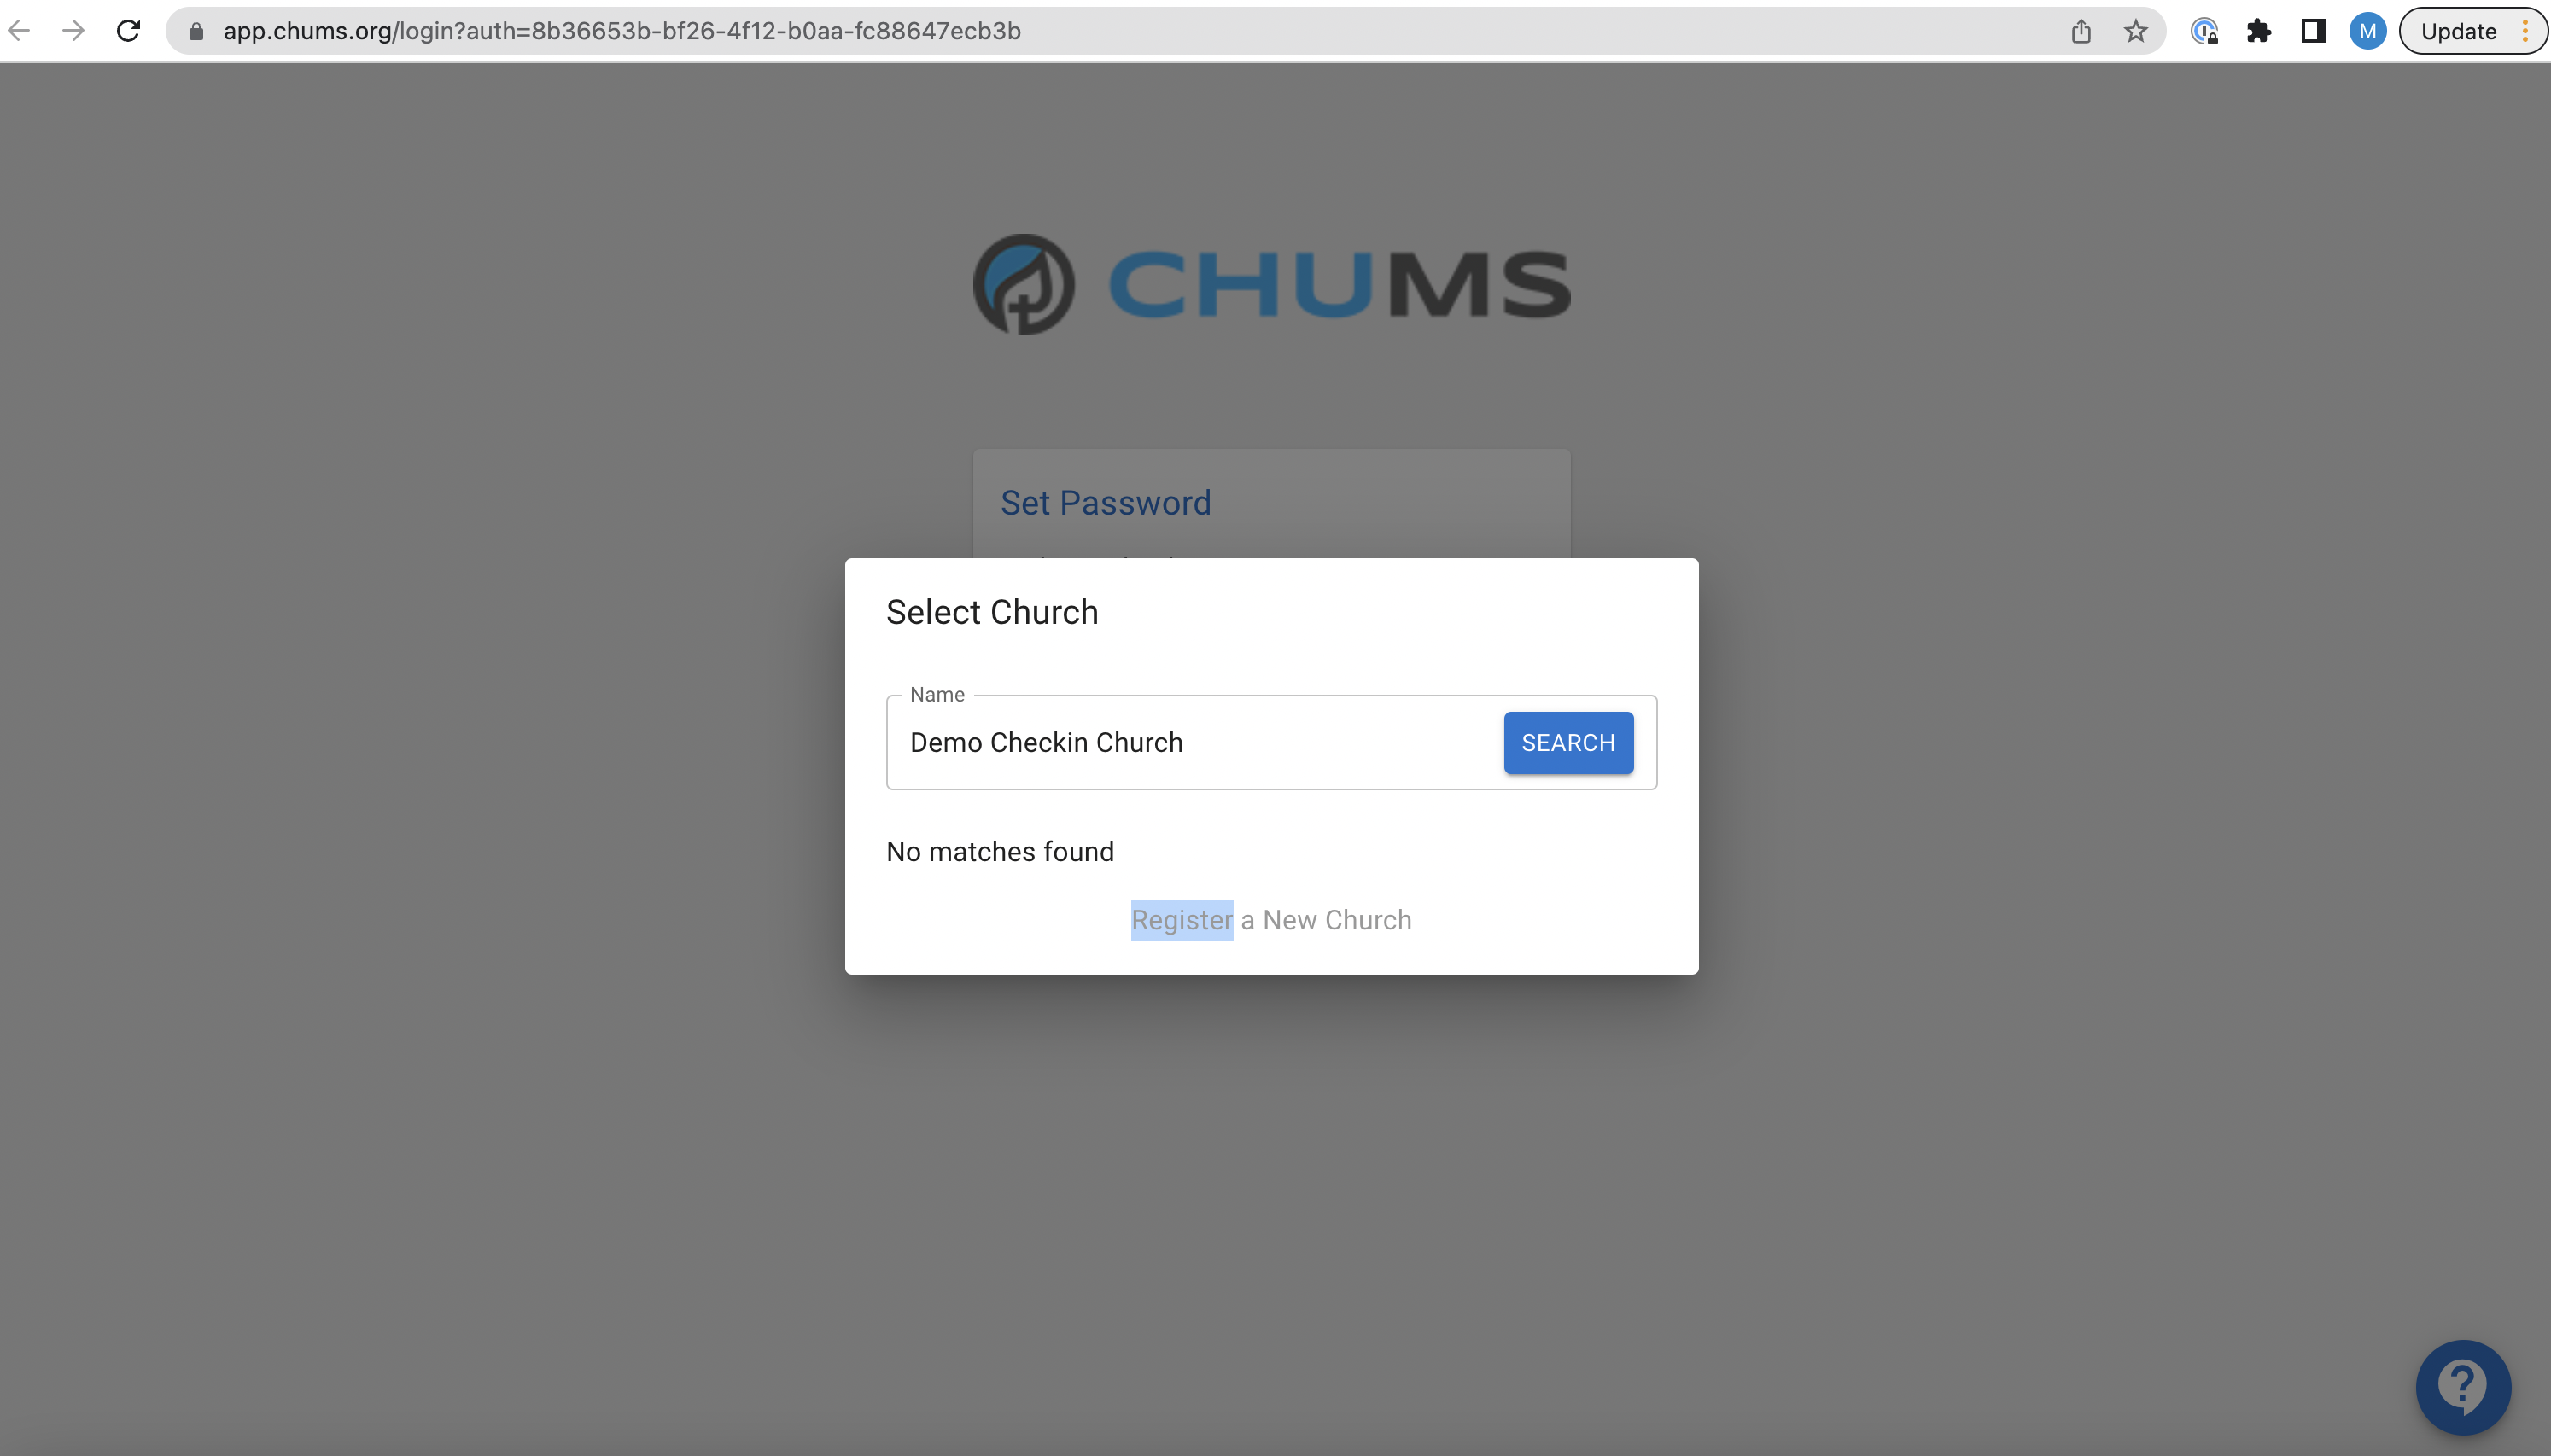 app.chums.org/login?auth=8b36653b-bf26-4f12-b0aa-fc88647ecb3b
M
Update
CHUMS
Set Password
Select Church
Name
Demo Checkin Church
SEARCH
No matches found
Register a New Church